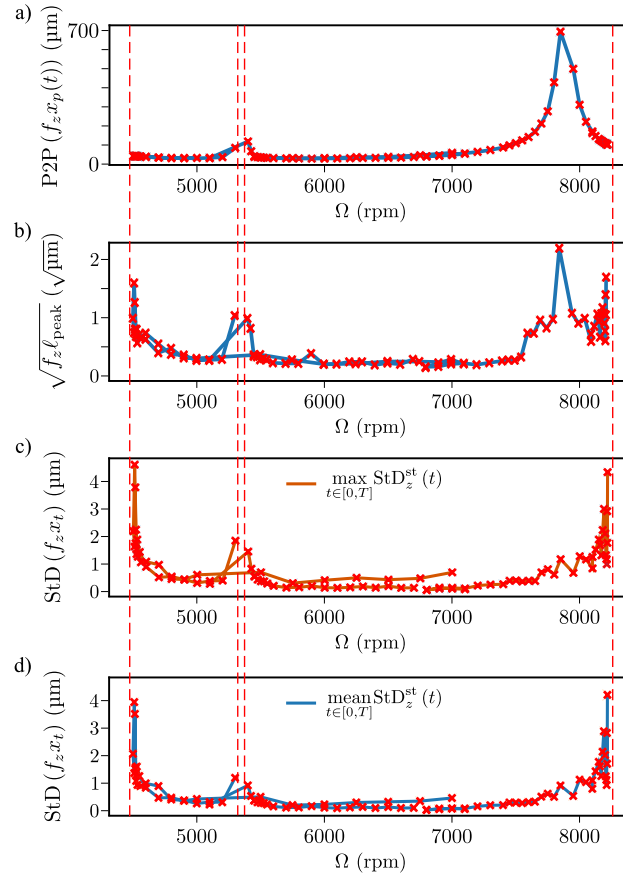 a)
P2P (f_z x_p(t)) (µm)
700
0
5000 6000 7000 8000
Ω (rpm)
b)
√(f_z ℓ_peak) (√µm)
2
1
0
5000 6000 7000 8000
Ω (rpm)
c)
StD (f_z x_t) (µm)
4
3
2
1
0
max StD_z^st (t)
t∈[0,T]
5000 6000 7000 8000
Ω (rpm)
d)
StD (f_z x_t) (µm)
4
3
2
1
0
mean StD_z^st (t)
t∈[0,T]
5000 6000 7000 8000
Ω (rpm)